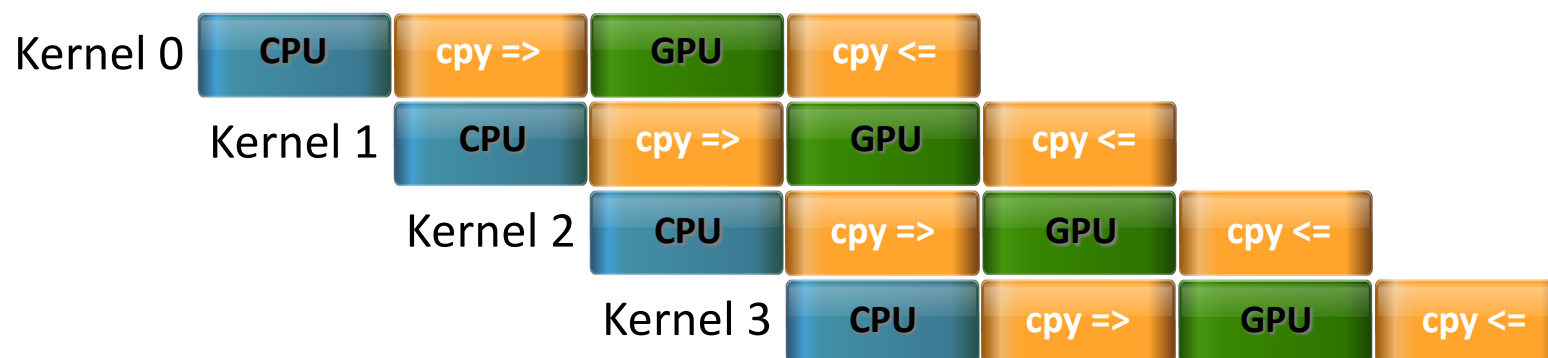 Kernel 0 CPU cpy => GPU cpy <=
Kernel 1 CPU cpy => GPU cpy <=
Kernel 2 CPU cpy => GPU cpy <=
Kernel 3 CPU cpy => GPU cpy <=